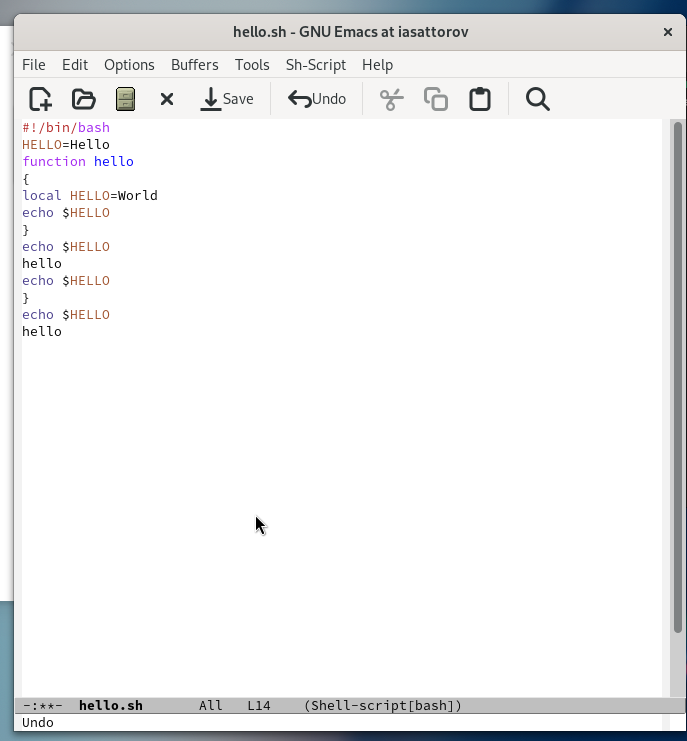 hello.sh - GNU Emacs at iasattorov
File Edit Options Buffers Tools Sh-Script Help
Save Undo
#!/bin/bash
HELLO=Hello
function hello
{
local HELLO=World
echo $HELLO
}
echo $HELLO
hello
echo $HELLO
}
echo $HELLO
hello
-:**-  hello.sh       All   L14    (Shell-script[bash])
Undo